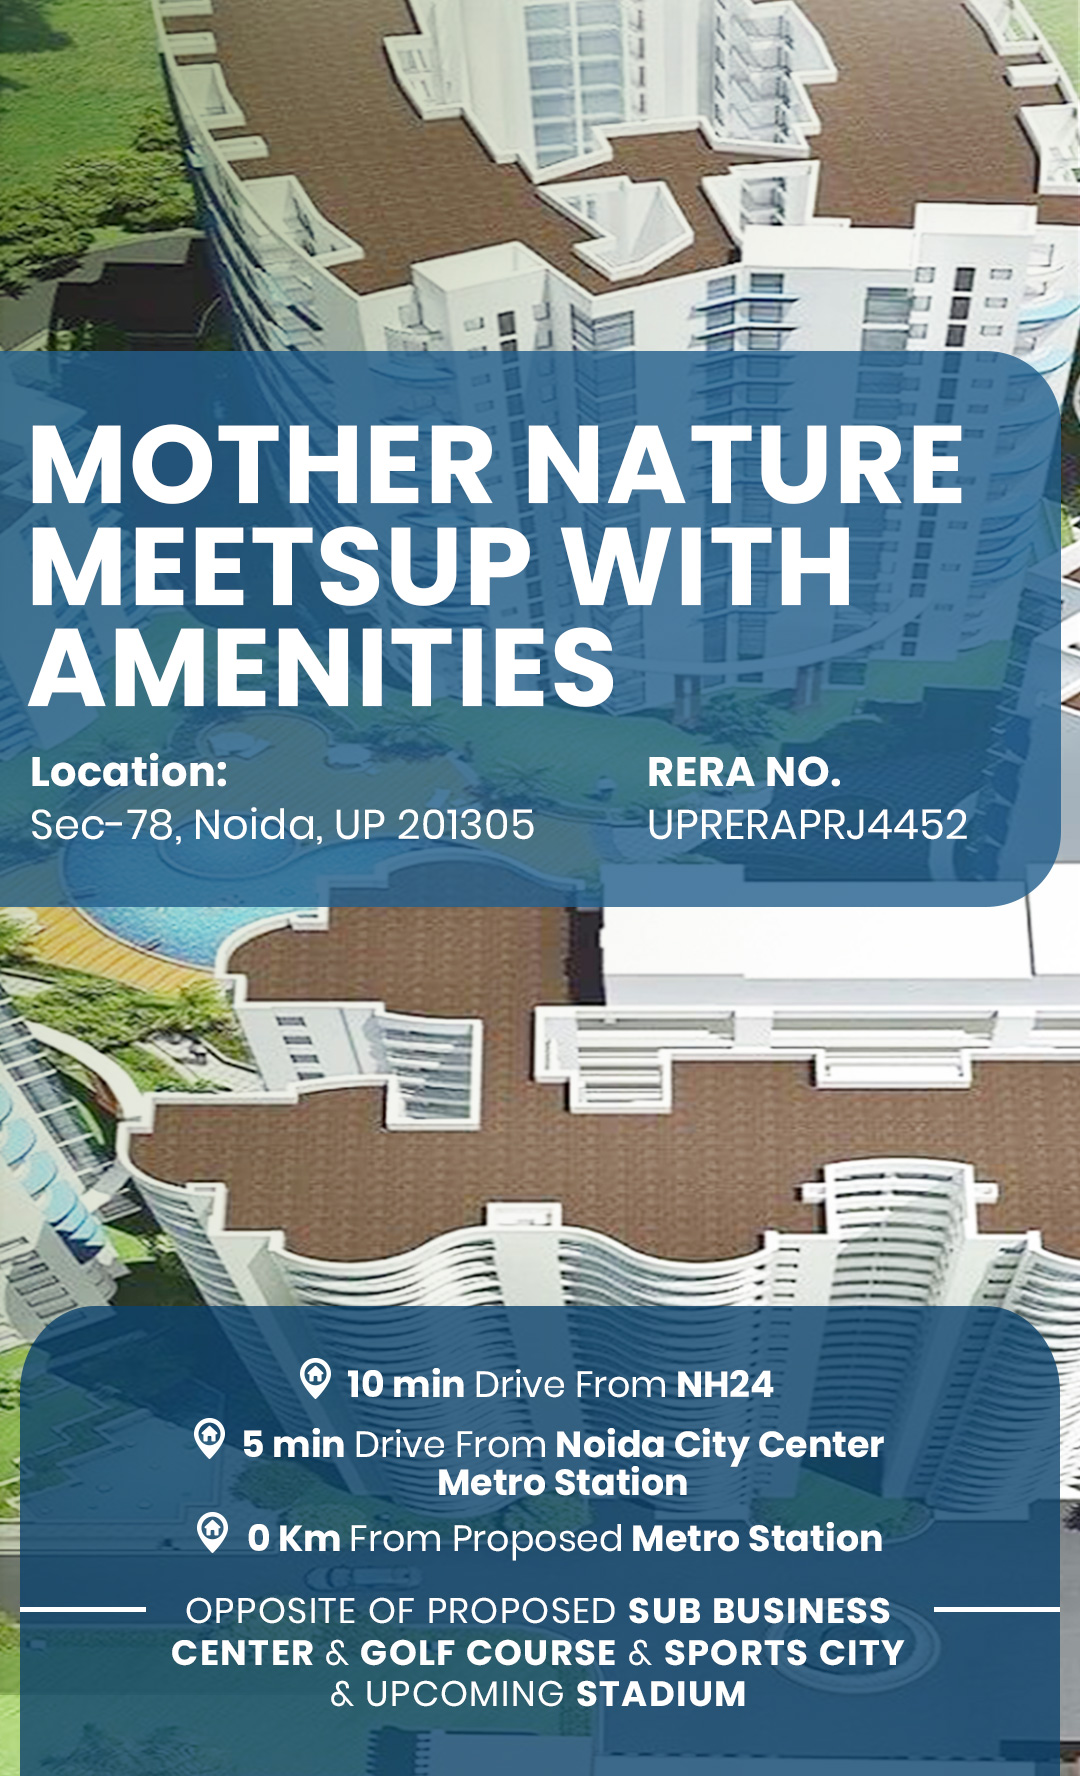 MOTHER NATURE
MEETSUP WITH
AMENITIES
Location:
Sec-78, Noida, UP 201305
RERA NO.
UPRERAPRJ4452
10 min Drive From NH24
5 min Drive From Noida City Center
Metro Station
0 Km From Proposed Metro Station
OPPOSITE OF PROPOSED SUB BUSINESS
CENTER & GOLF COURSE & SPORTS CITY
& UPCOMING STADIUM